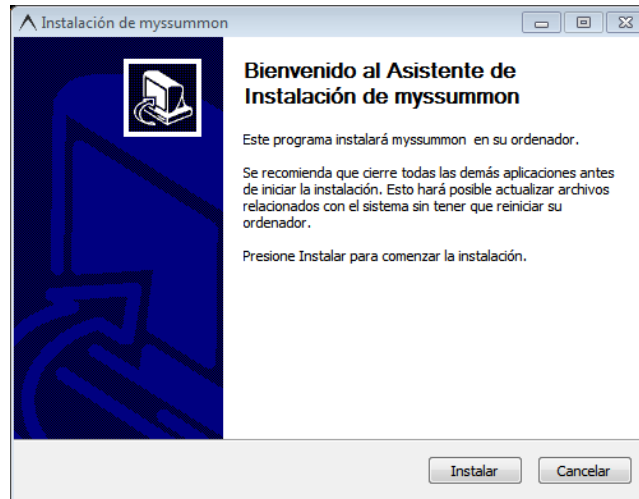 Instalación de myssummon
Bienvenido al Asistente de
Instalación de myssummon
Este programa instalará myssummon en su ordenador.
Se recomienda que cierre todas las demás aplicaciones antes
de iniciar la instalación. Esto hará posible actualizar archivos
relacionados con el sistema sin tener que reiniciar su
ordenador.
Presione Instalar para comenzar la instalación.
Instalar
Cancelar